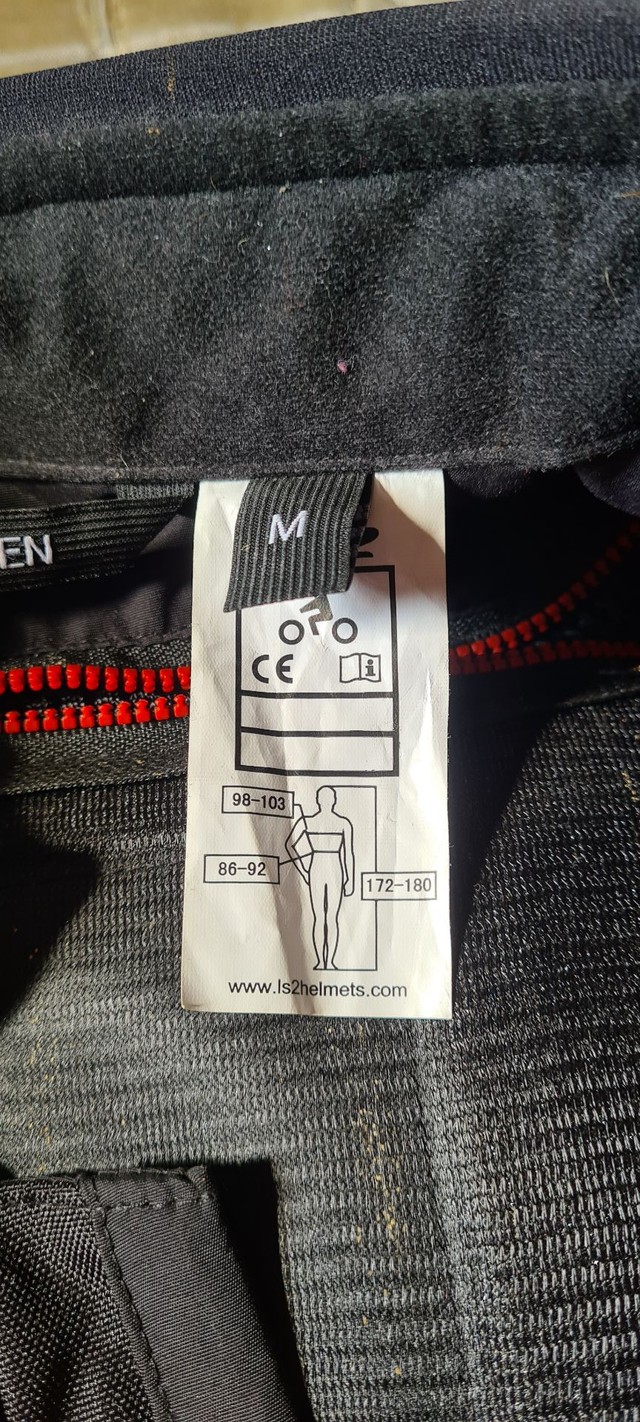 M
EN
CE
i
98-103
86-92
172-180
www.ls2helmets.com